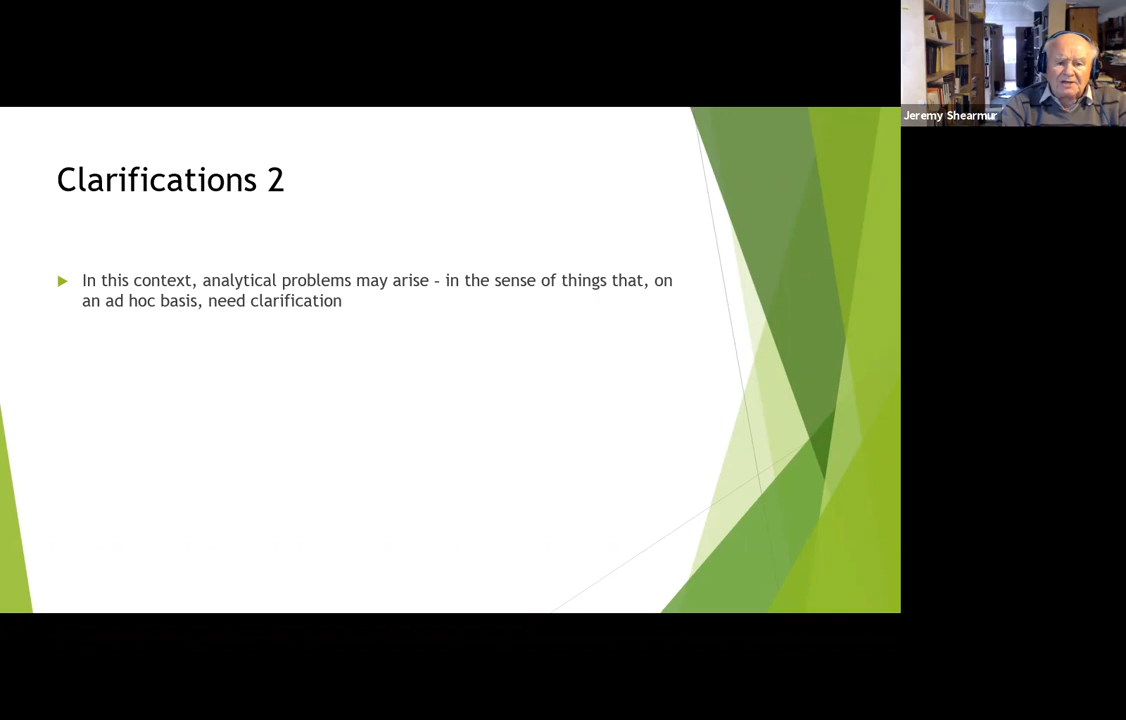 Jeremy Shearmur
Clarifications 2
In this context, analytical problems may arise – in the sense of things that, on
an ad hoc basis, need clarification